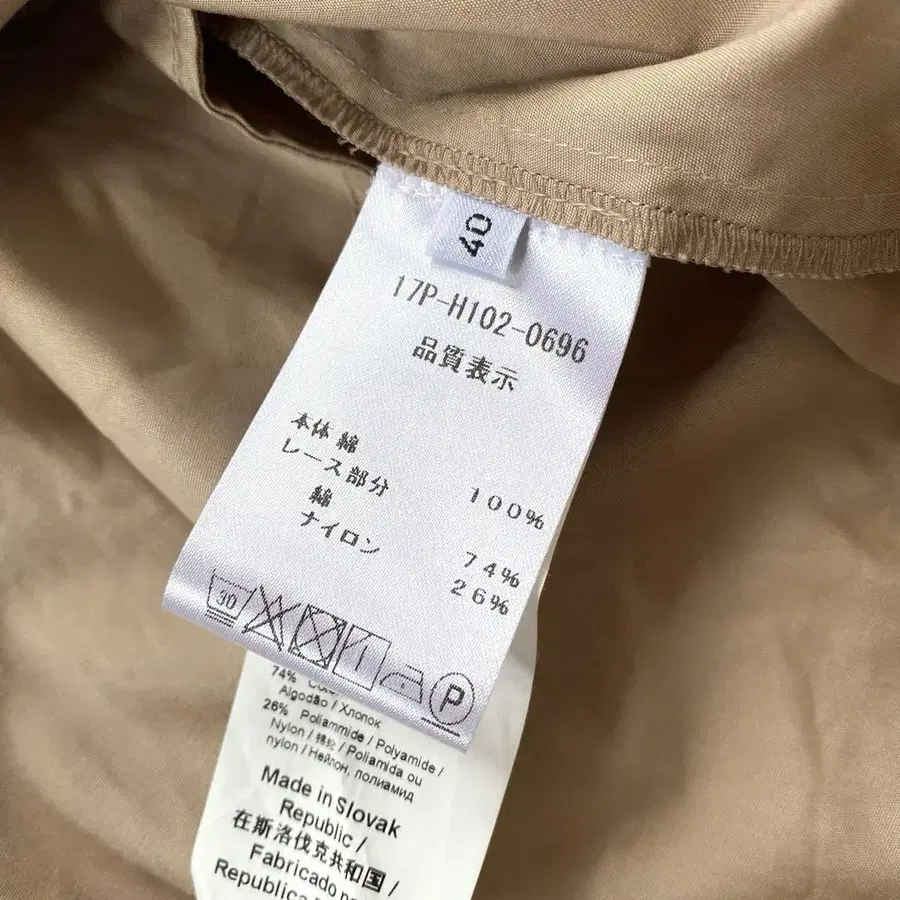 40
17P-H102-0696
品質表示
本体 綿 100%
レース部分
綿 74%
ナイロン 26%
30
P
74%
Algodão / Хлопок
26% Poliammide / Polyamide /
Nylon / 锦纶 / Poliamida ou
nylon / Нейлон, полиамид
Made in Slovak
Republic /
在斯洛伐克共和国 /
Fabricado
Republica